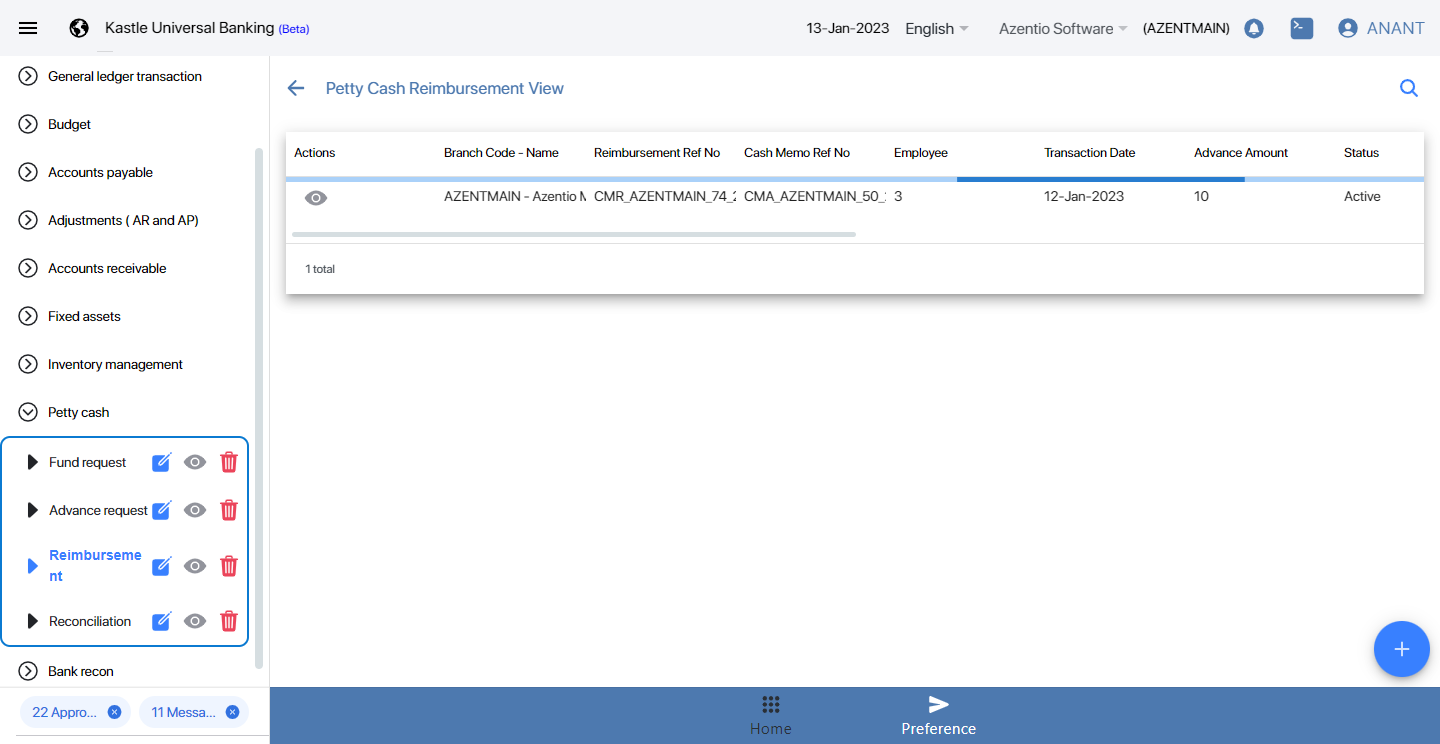 Kastle Universal Banking (Beta)
13-Jan-2023
English
Azentio Software
(AZENTMAIN)
ANANT
General ledger transaction
Budget
Accounts payable
Adjustments ( AR and AP)
Accounts receivable
Fixed assets
Inventory management
Petty cash
Fund request
Advance request
Reimburseme
nt
Reconciliation
Bank recon
22 Appro...
11 Messa...
Petty Cash Reimbursement View
Actions Branch Code - Name Reimbursement Ref No Cash Memo Ref No Employee Transaction Date Advance Amount Status
AZENTMAIN - Azentio CMR_AZENTMAIN_74_ CMA_AZENTMAIN_50_ 3 12-Jan-2023 10 Active
1 total
Home
Preference